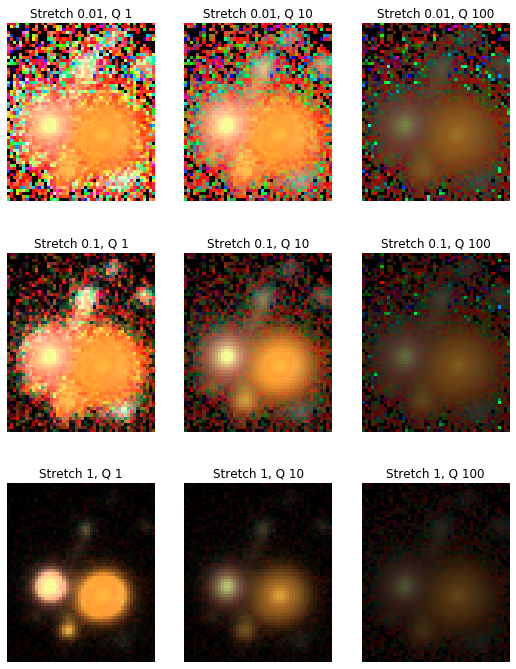 Stretch 0.01, Q 1
Stretch 0.01, Q 10
Stretch 0.01, Q 100
Stretch 0.1, Q 1
Stretch 0.1, Q 10
Stretch 0.1, Q 100
Stretch 1, Q 1
Stretch 1, Q 10
Stretch 1, Q 100